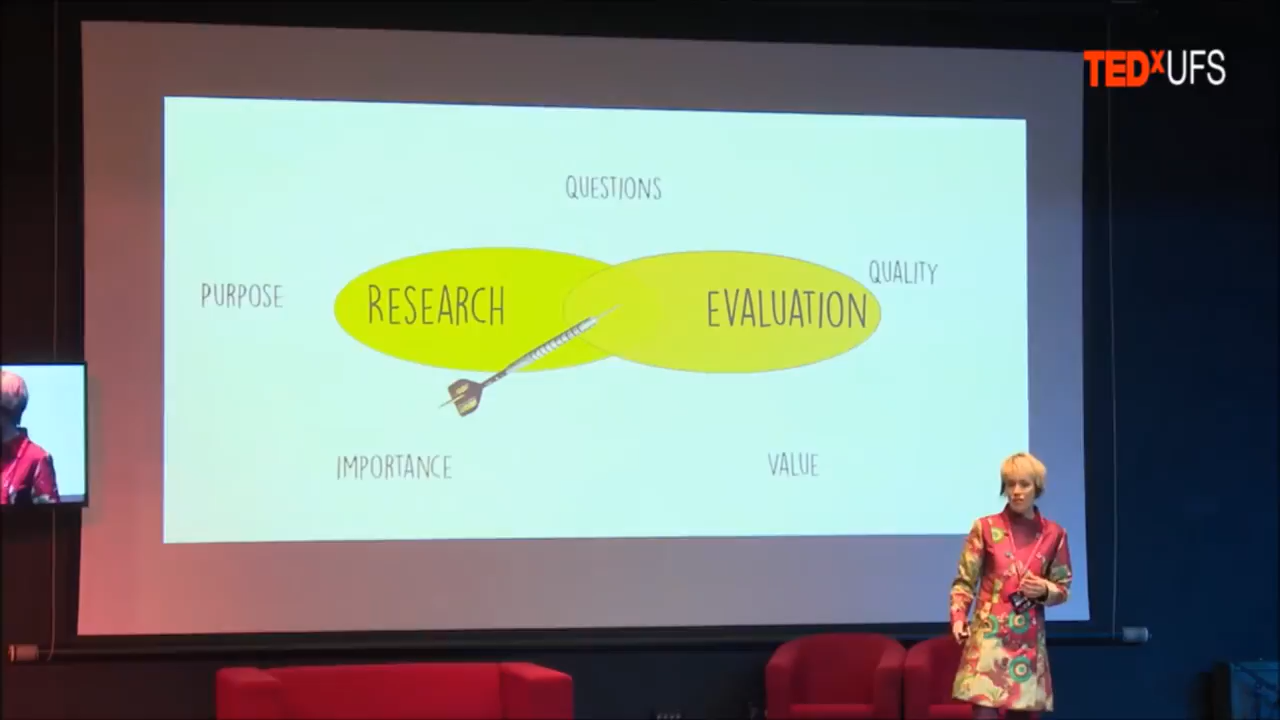 TEDxUFS
QUESTIONS
QUALITY
PURPOSE
RESEARCH
EVALUATION
IMPORTANCE
VALUE